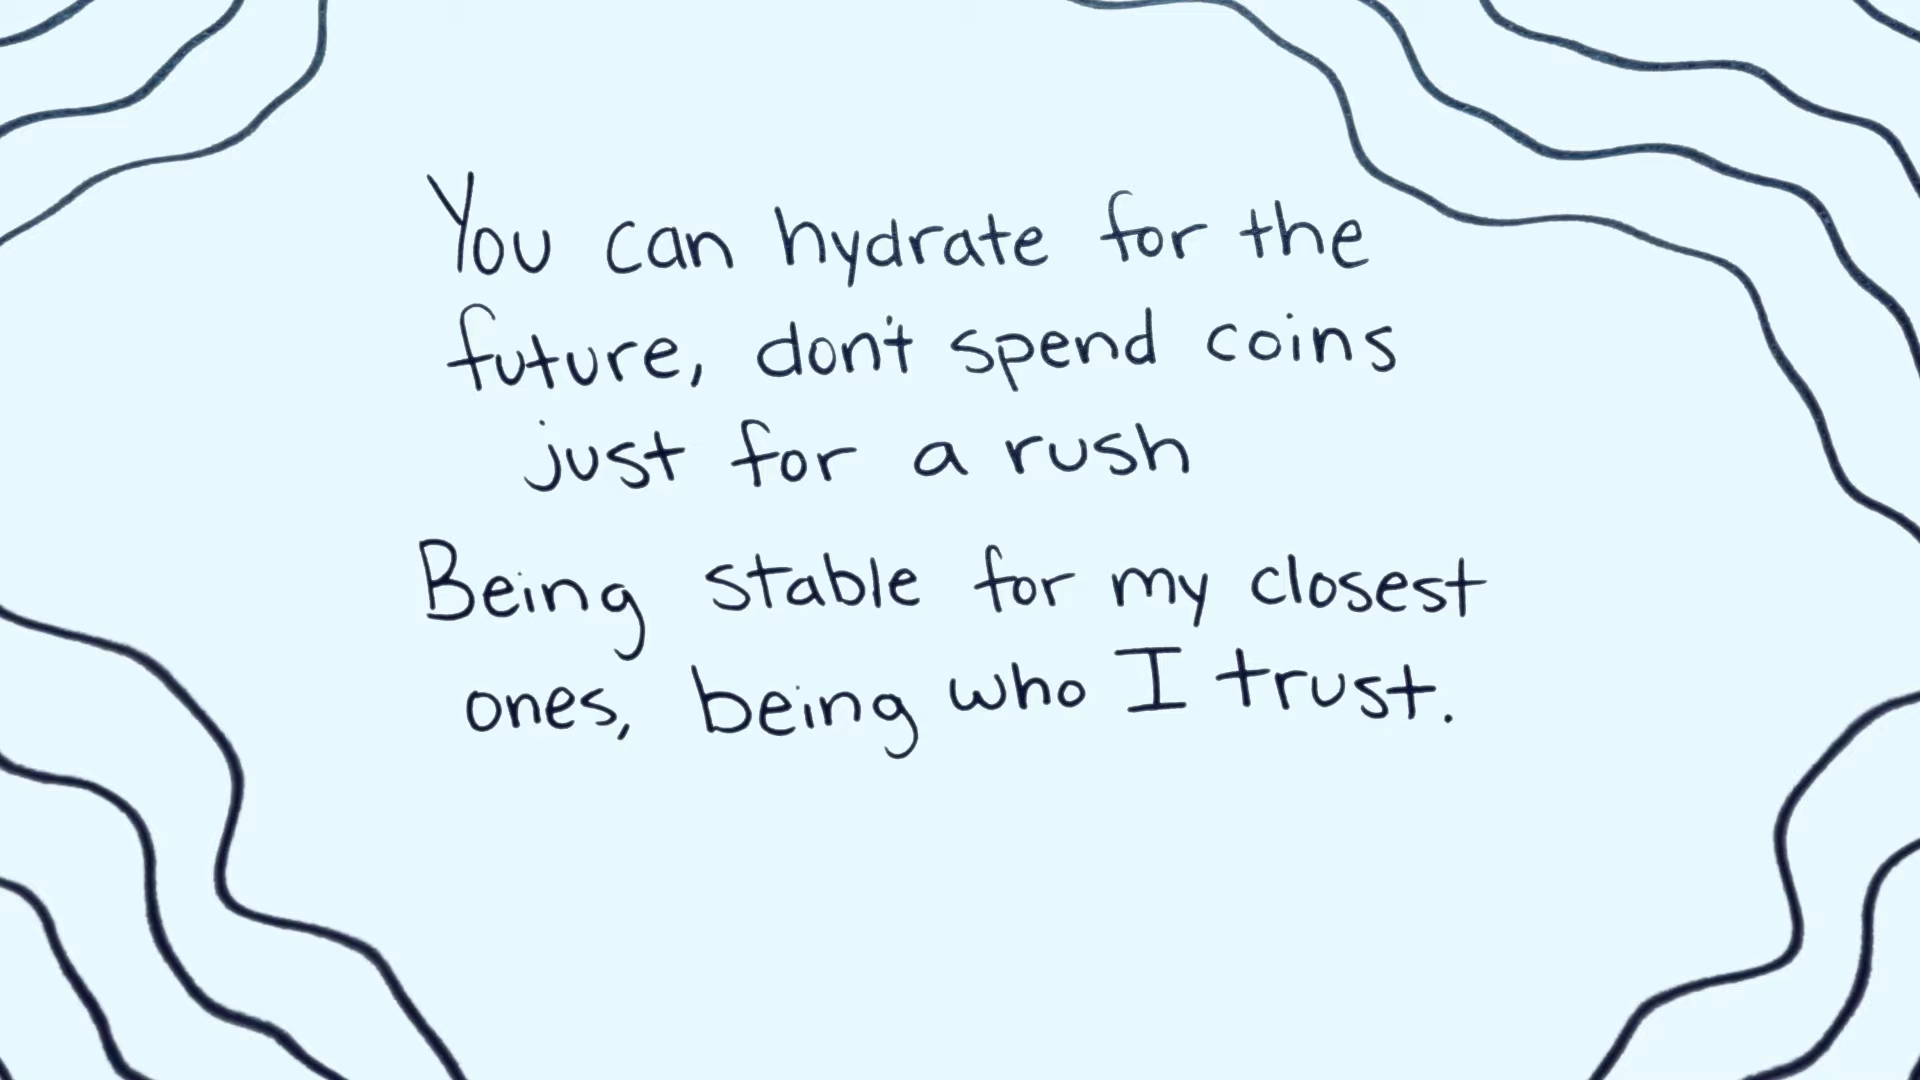 You can hydrate for the
future, don't spend coins
just for a rush
Being stable for my closest
ones, being who I trust.